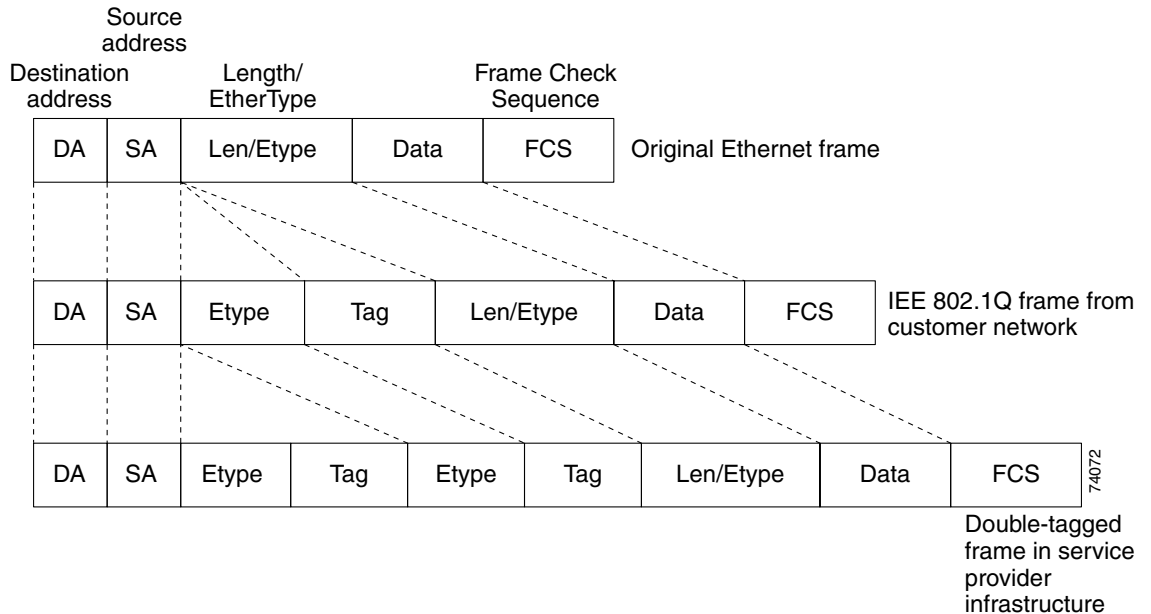 Source
address
Destination
address
Length/
EtherType
Frame Check
Sequence
DA SA Len/Etype Data FCS Original Ethernet frame
DA SA Etype Tag Len/Etype Data FCS
IEE 802.1Q frame from
customer network
DA SA Etype Tag Etype Tag Len/Etype Data FCS
74072
Double-tagged
frame in service
provider
infrastructure